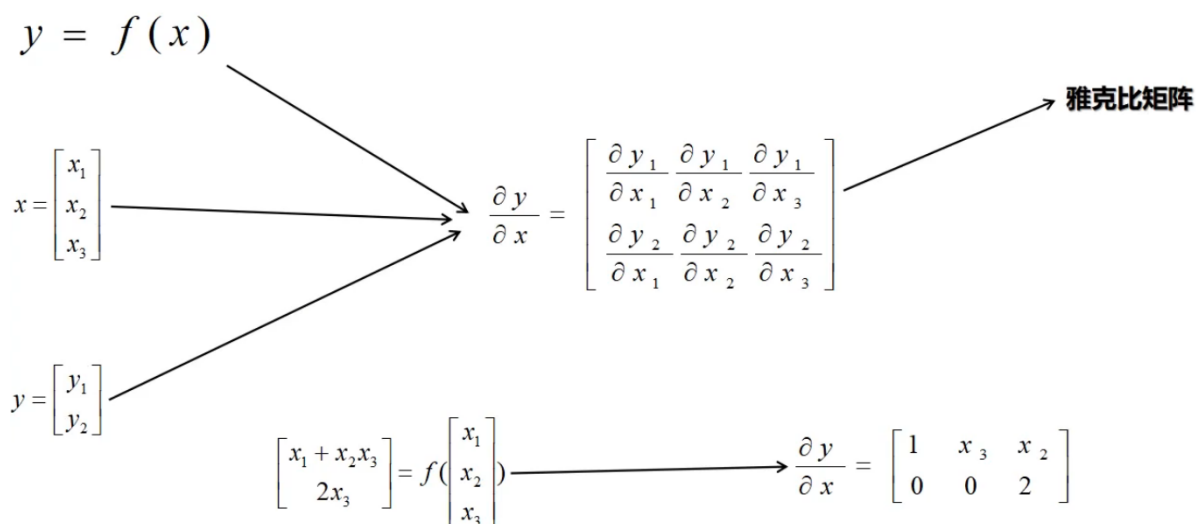 y = f(x)
雅克比矩阵
x = [x₁ x₂ x₃]
∂y/∂x = [∂y₁/∂x₁ ∂y₁/∂x₂ ∂y₁/∂x₃
∂y₂/∂x₁ ∂y₂/∂x₂ ∂y₂/∂x₃]
y = [y₁ y₂]
[x₁ + x₂x₃
2x₃] = f([x₁ x₂ x₃])
∂y/∂x = [1 x₃ x₂
0 0 2]